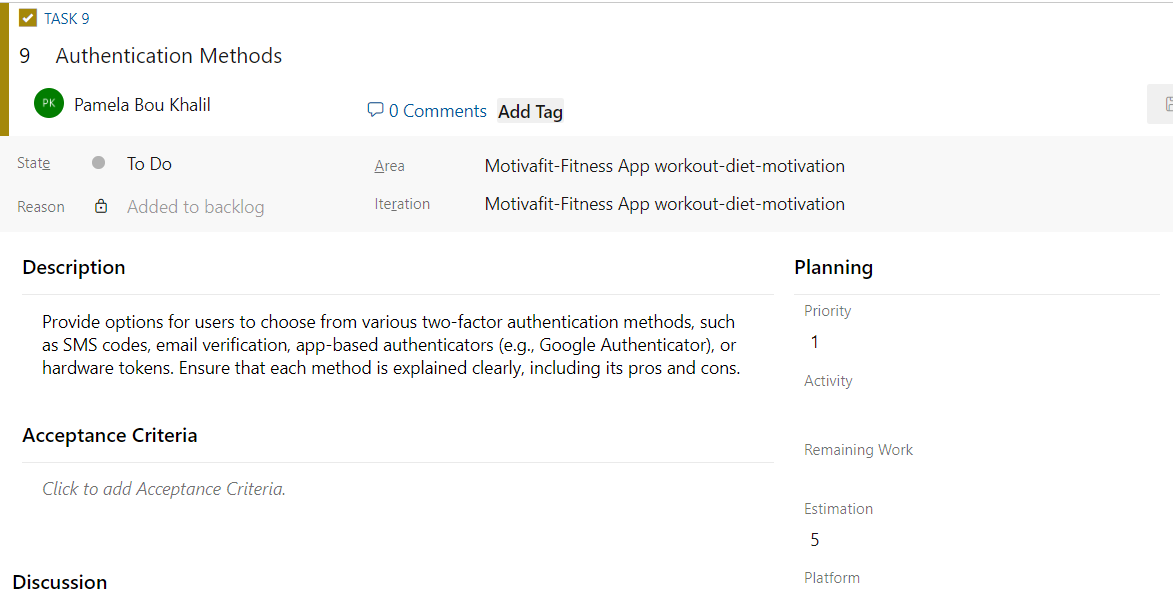 TASK 9
9 Authentication Methods
PK Pamela Bou Khalil
0 Comments Add Tag
State To Do
Area Motivafit-Fitness App workout-diet-motivation
Reason Added to backlog
Iteration Motivafit-Fitness App workout-diet-motivation
Description
Provide options for users to choose from various two-factor authentication methods, such
as SMS codes, email verification, app-based authenticators (e.g., Google Authenticator), or
hardware tokens. Ensure that each method is explained clearly, including its pros and cons.
Acceptance Criteria
Click to add Acceptance Criteria.
Discussion
Planning
Priority
1
Activity
Remaining Work
Estimation
5
Platform